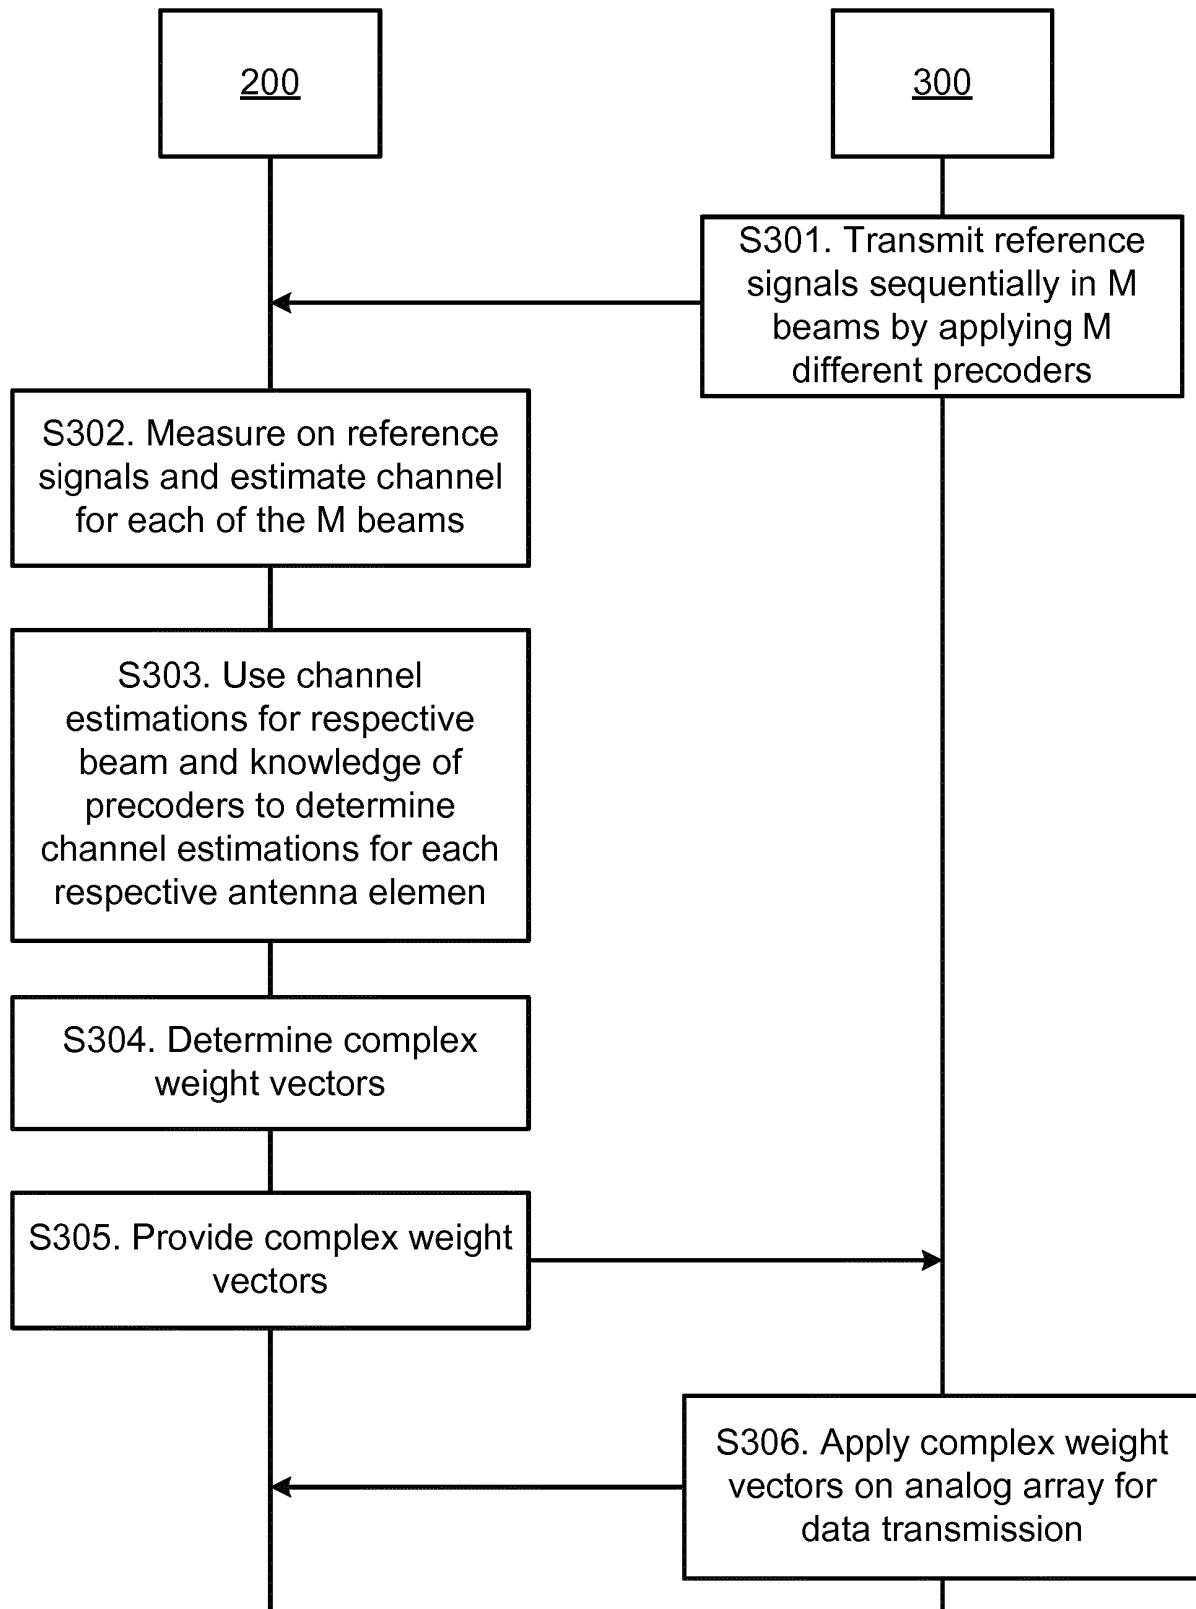 200
300
S301. Transmit reference
signals sequentially in M
beams by applying M
different precoders
S302. Measure on reference
signals and estimate channel
for each of the M beams
S303. Use channel
estimations for respective
beam and knowledge of
precoders to determine
channel estimations for each
respective antenna elemen
S304. Determine complex
weight vectors
S305. Provide complex weight
vectors
S306. Apply complex weight
vectors on analog array for
data transmission